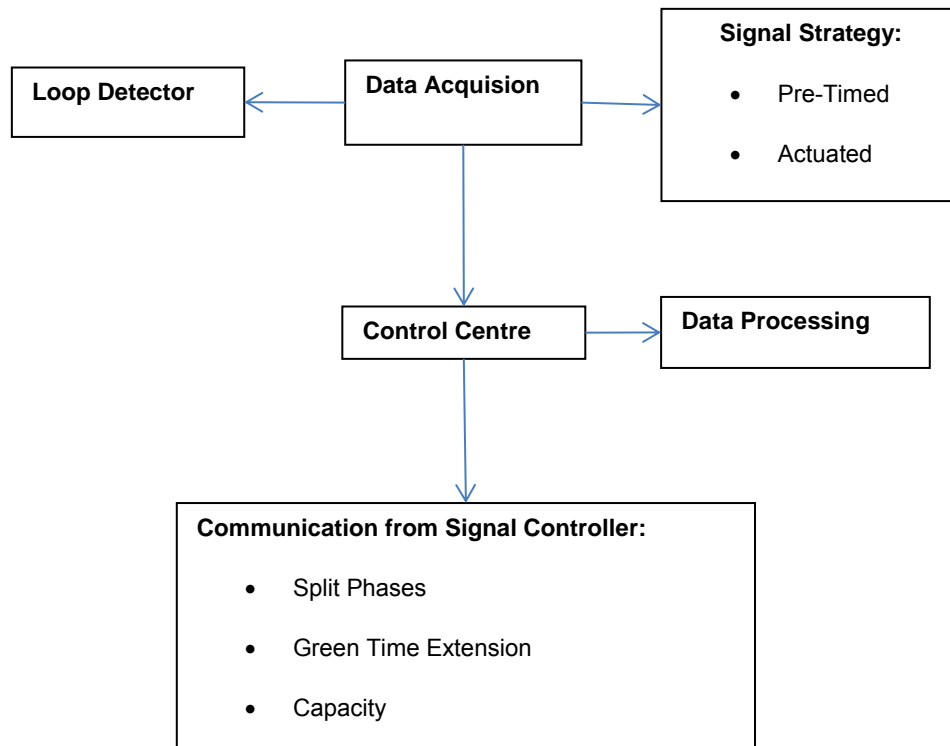 Signal Strategy:
• Pre-Timed
• Actuated
Loop Detector
Data Acquision
Control Centre
Data Processing
Communication from Signal Controller:
• Split Phases
• Green Time Extension
• Capacity